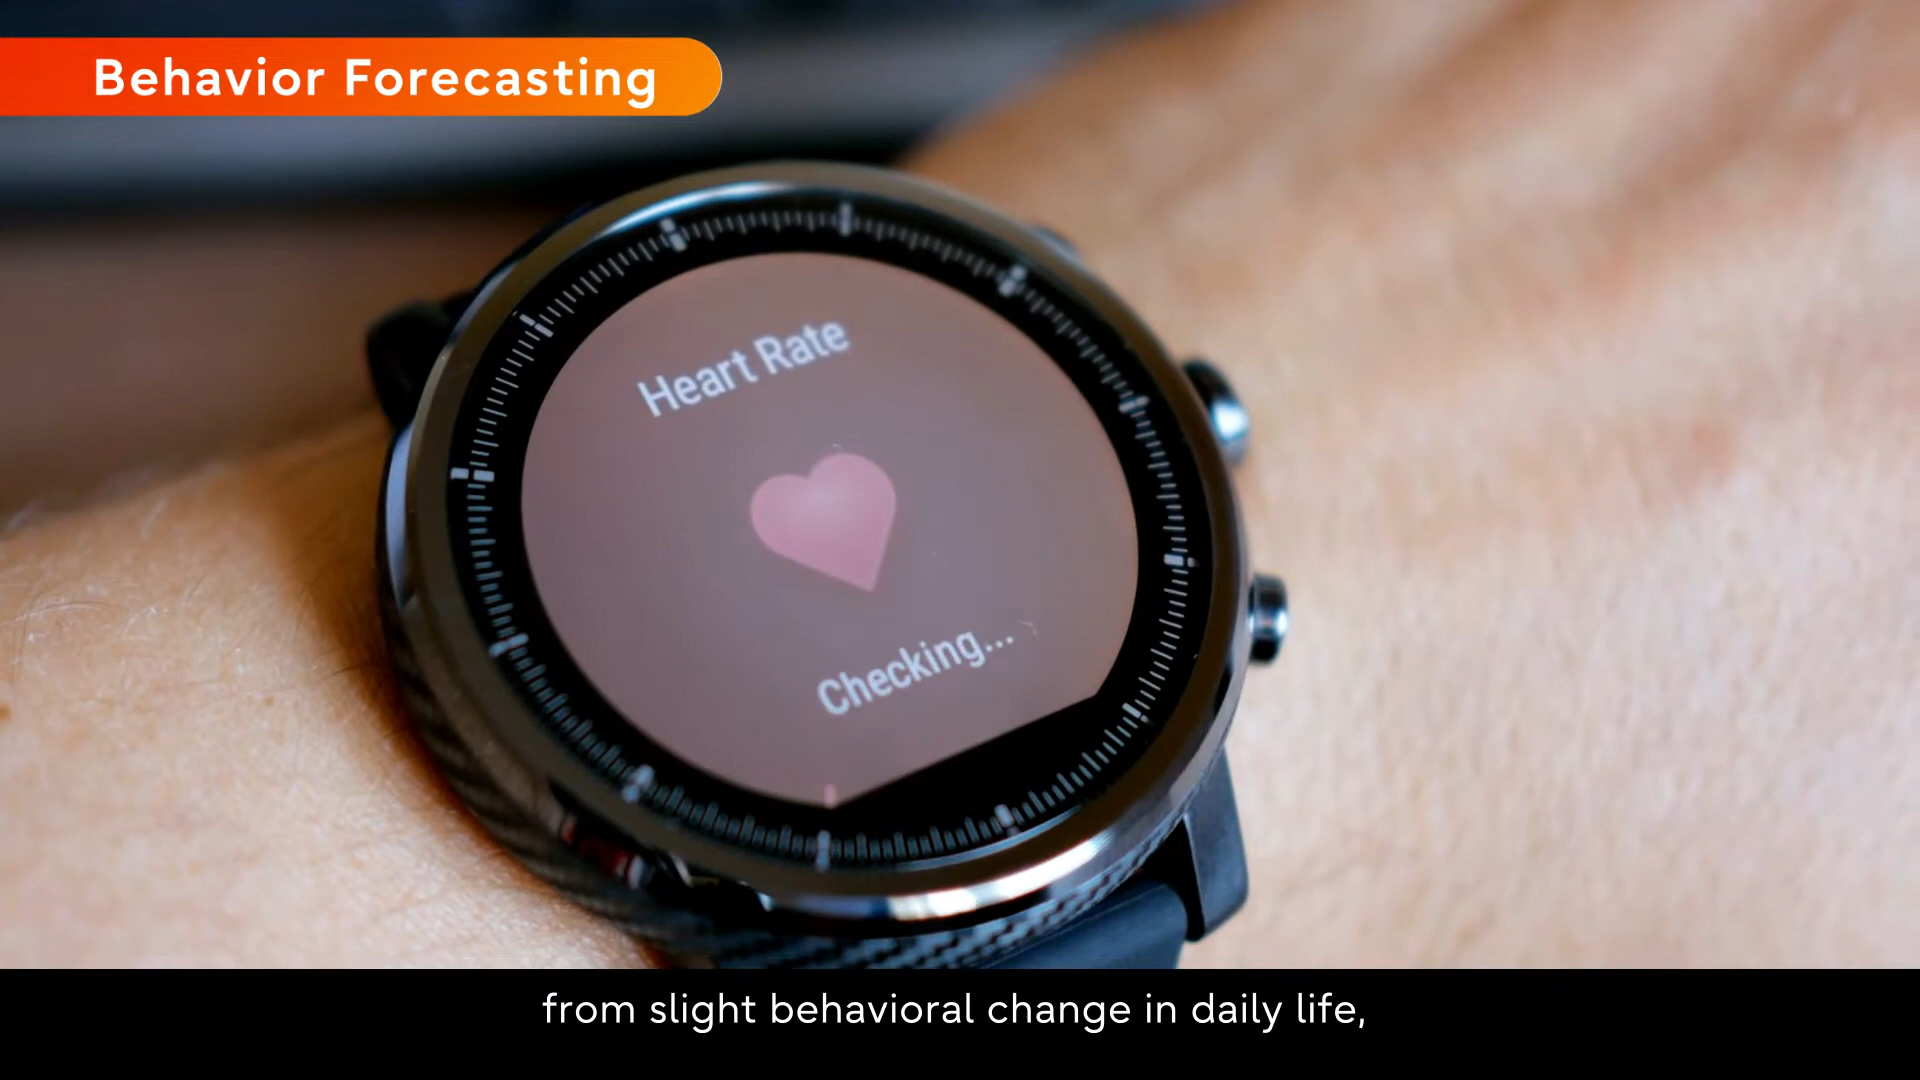 Behavior Forecasting
Heart Rate
Checking...
from slight behavioral change in daily life,